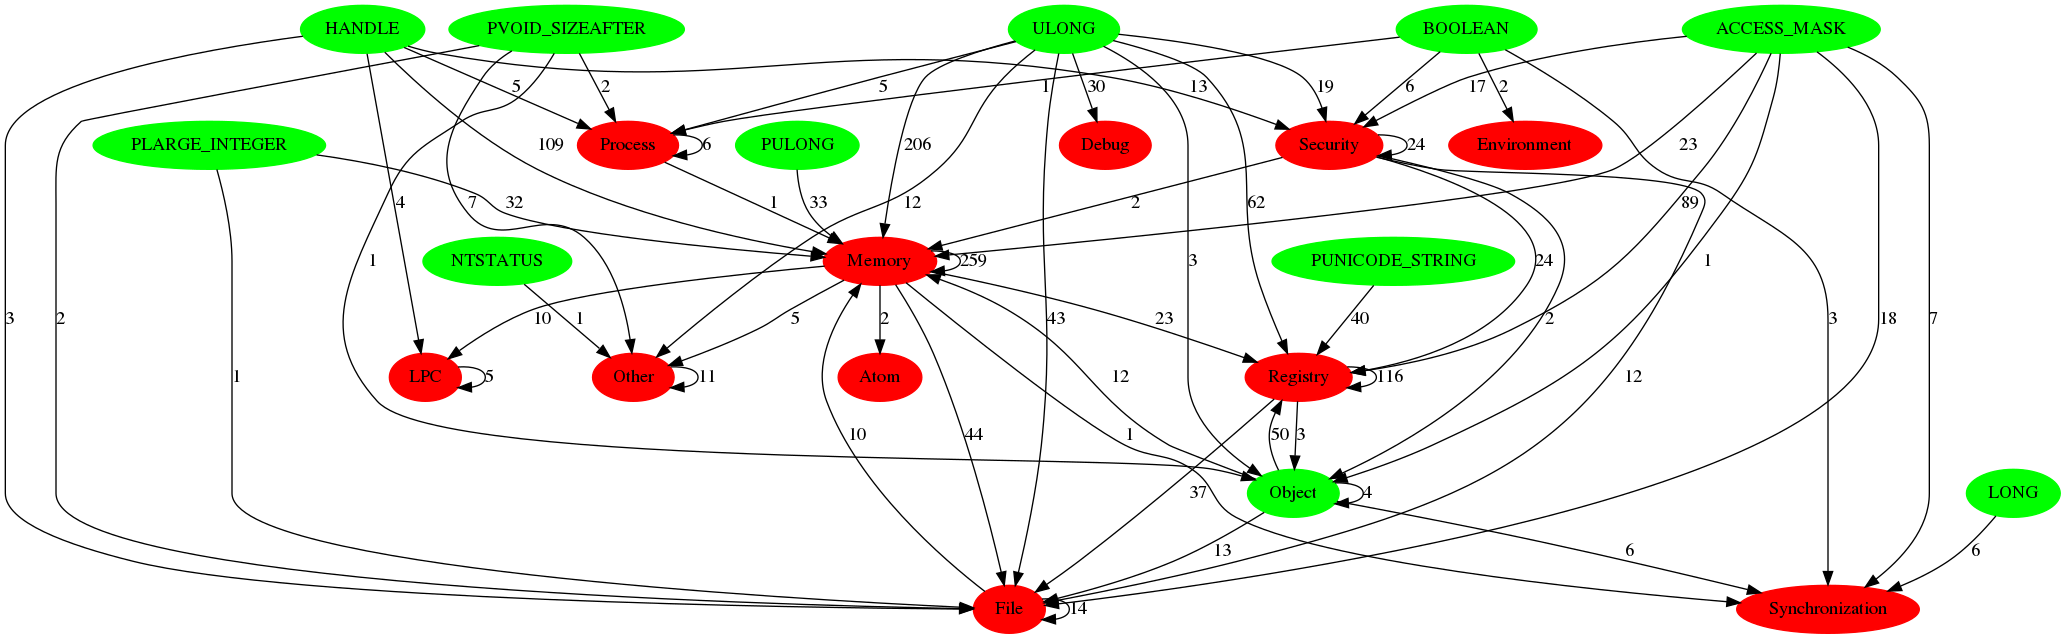 HANDLE PVOID_SIZEAFTER ULONG BOOLEAN ACCESS_MASK
5 2 5 30 1 13 19 6 2 17
PLARGE_INTEGER Process 6 PULONG Debug Security 24 Environment 109 206 23
4 7 32 1 33 12 2 62 89
1 NTSTATUS Memory 259 3 24 PUNICODE_STRING 1
3 2 10 1 5 2 43 23 40 2 3 18 7
LPC 5 Other 11 Atom Registry 116
1 12 12
10 44 1 50 3
37 Object 4 LONG
13 6 6
File 14 Synchronization